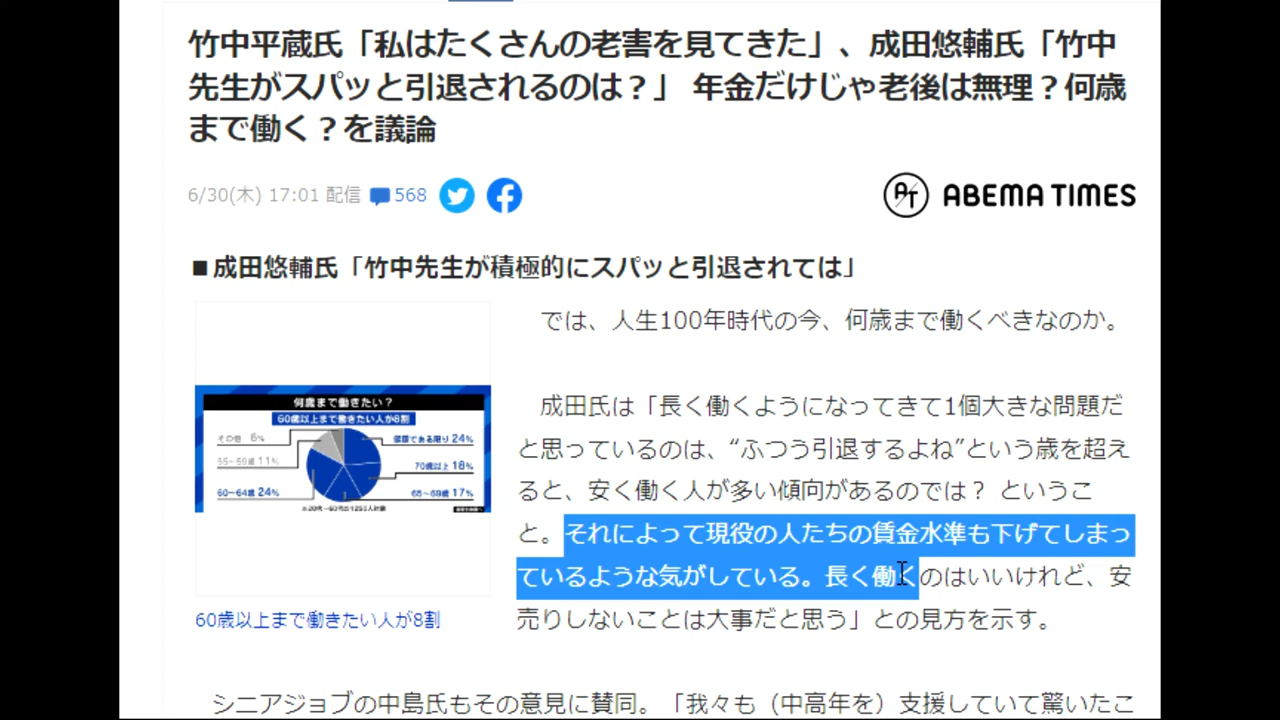 竹中平蔵氏「私はたくさんの老害を見てきた」、成田悠輔氏「竹中
先生がスパッと引退されるのは？」 年金だけじゃ老後は無理？何歳
まで働く？を議論
6/30(木) 17:01 配信 568
AT ABEMA TIMES
■成田悠輔氏「竹中先生が積極的にスパッと引退されては」
何歳まで働きたい？
60歳以上まで働きたい人が8割
その他 6%
55～59歳 11%
60～64歳 24%
健康である限り 24%
70歳以上 18%
65～69歳 17%
60歳以上まで働きたい人が8割
では、人生100年時代の今、何歳まで働くべきなのか。
成田氏は「長く働くようになってきて1個大きな問題だ
と思っているのは、“ふつう引退するよね”という歳を超え
ると、安く働く人が多い傾向があるのでは？ というこ
と。それによって現役の人たちの賃金水準も下げてしまっ
ているような気がしている。長く働くのはいいけれど、安
売りしないことは大事だと思う」との見方を示す。
シニアジョブの中島氏もその意見に賛同。「我々も（中高年を）支援していて驚いたこ